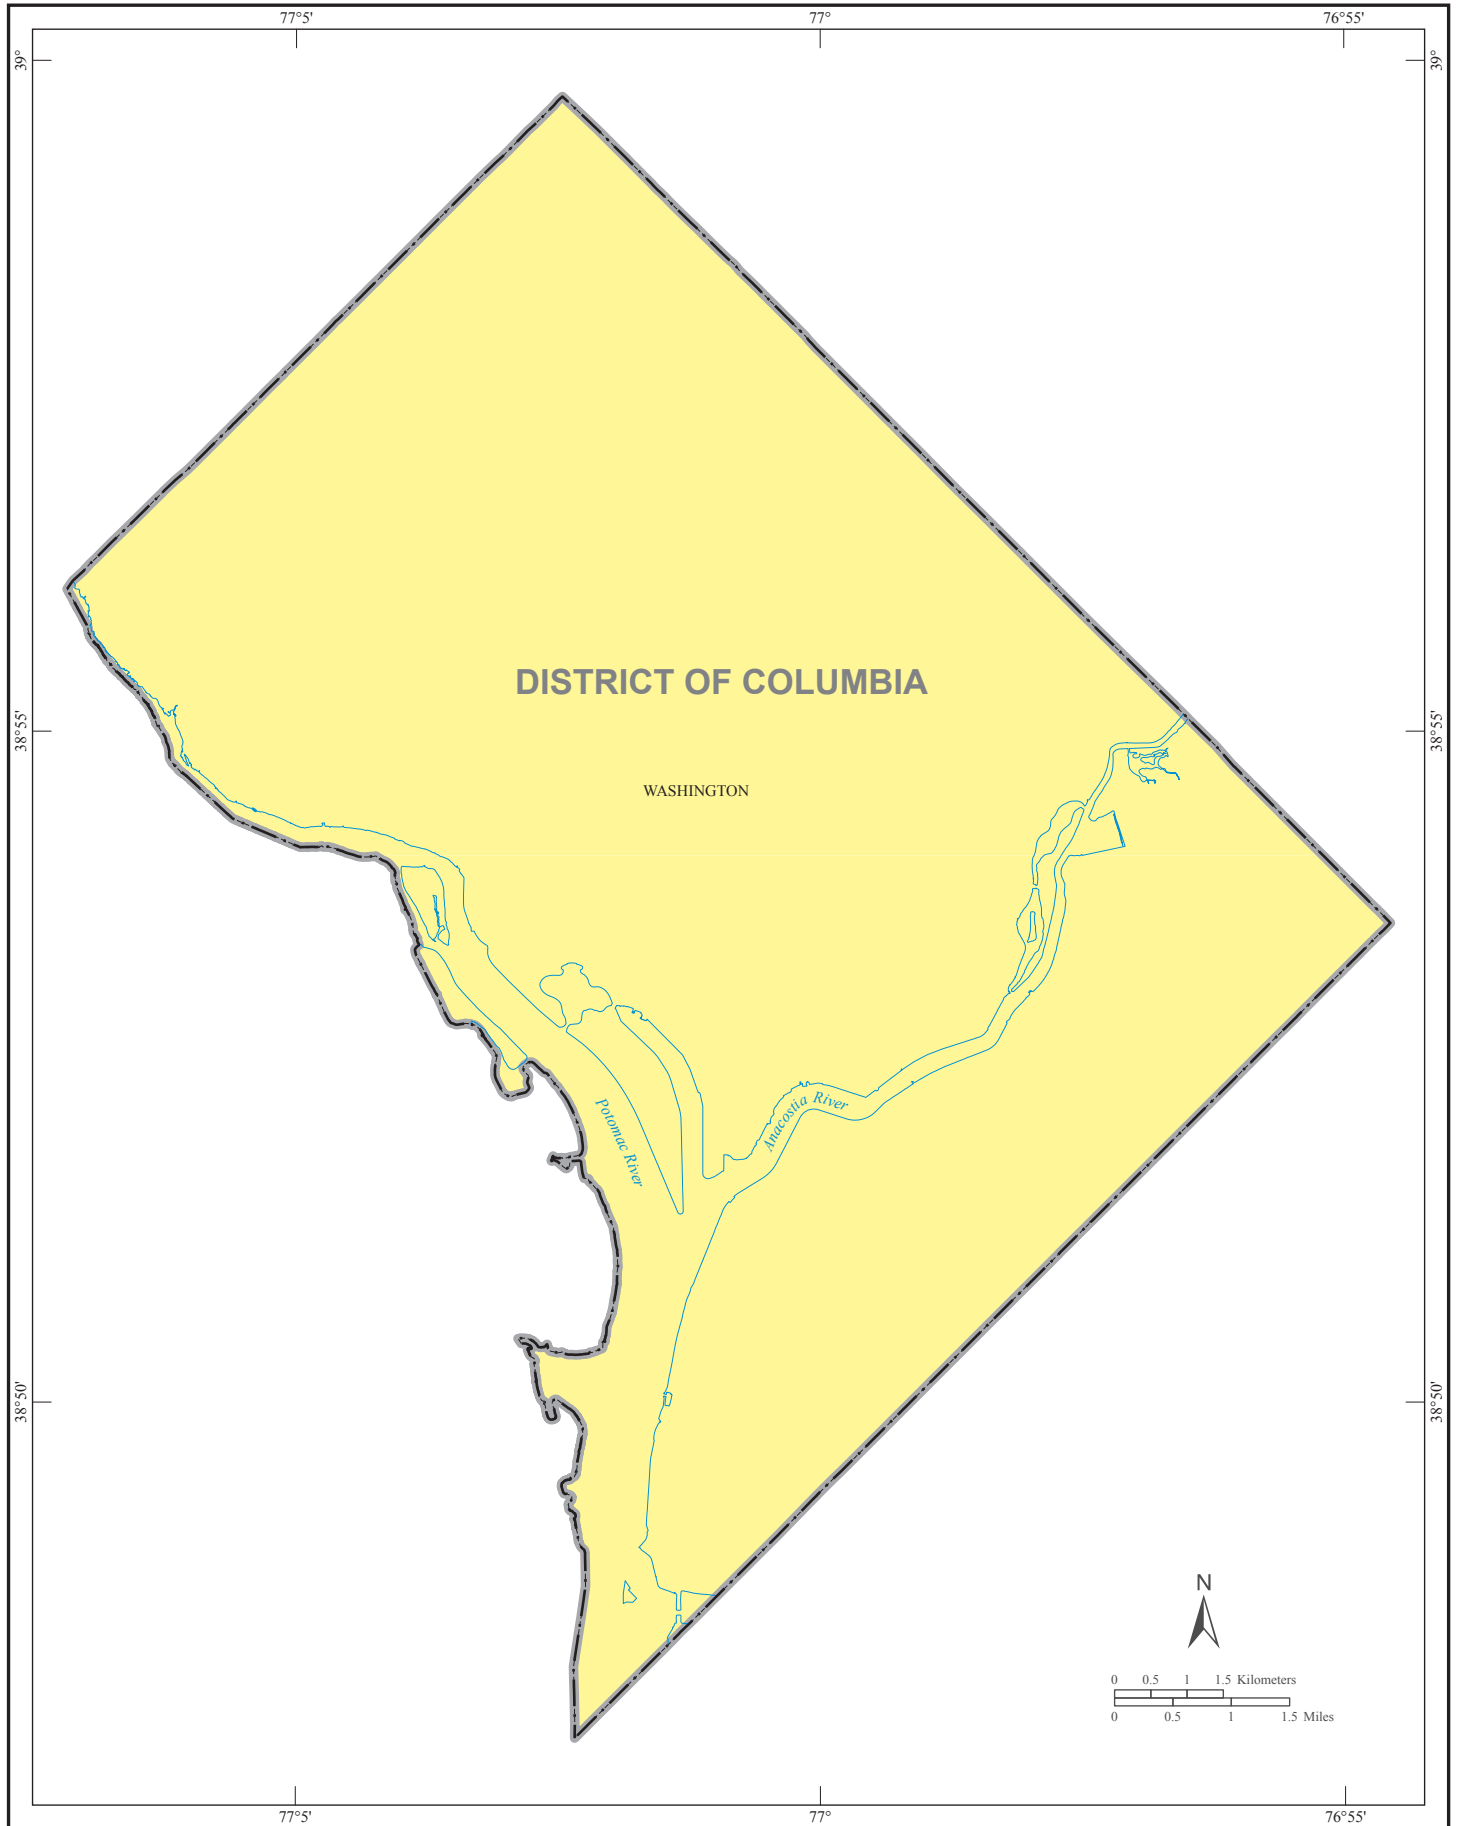 77°5' 77° 76°55'
39° 39°
DISTRICT OF COLUMBIA
38°55' 38°55'
WASHINGTON
Potomac River
Anacostia River
38°50' 38°50'
N
0 0.5 1 1.5 Kilometers
0 0.5 1 1.5 Miles
77°5' 77° 76°55'